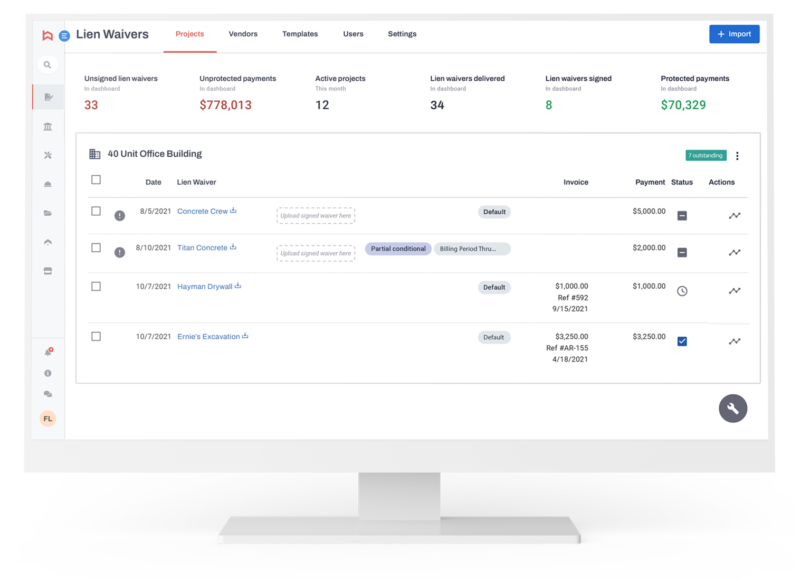 Lien Waivers
Projects
Vendors
Templates
Users
Settings
+ Import
Unsigned lien waivers
In dashboard
33
Unprotected payments
In dashboard
$778,013
Active projects
This month
12
Lien waivers delivered
In dashboard
34
Lien waivers signed
In dashboard
8
Protected payments
In dashboard
$70,329
40 Unit Office Building
7 outstanding
Date
Lien Waiver
Invoice
Payment
Status
Actions
8/5/2021
Concrete Crew
Upload signed waiver here
Default
$5,000.00
8/10/2021
Titan Concrete
Upload signed waiver here
Partial conditional
Billing Period Thru...
$2,000.00
10/7/2021
Hayman Drywall
Default
$1,000.00
Ref #592
9/15/2021
$1,000.00
10/7/2021
Ernie's Excavation
Default
$3,250.00
Ref #AR-155
4/18/2021
$3,250.00
FL